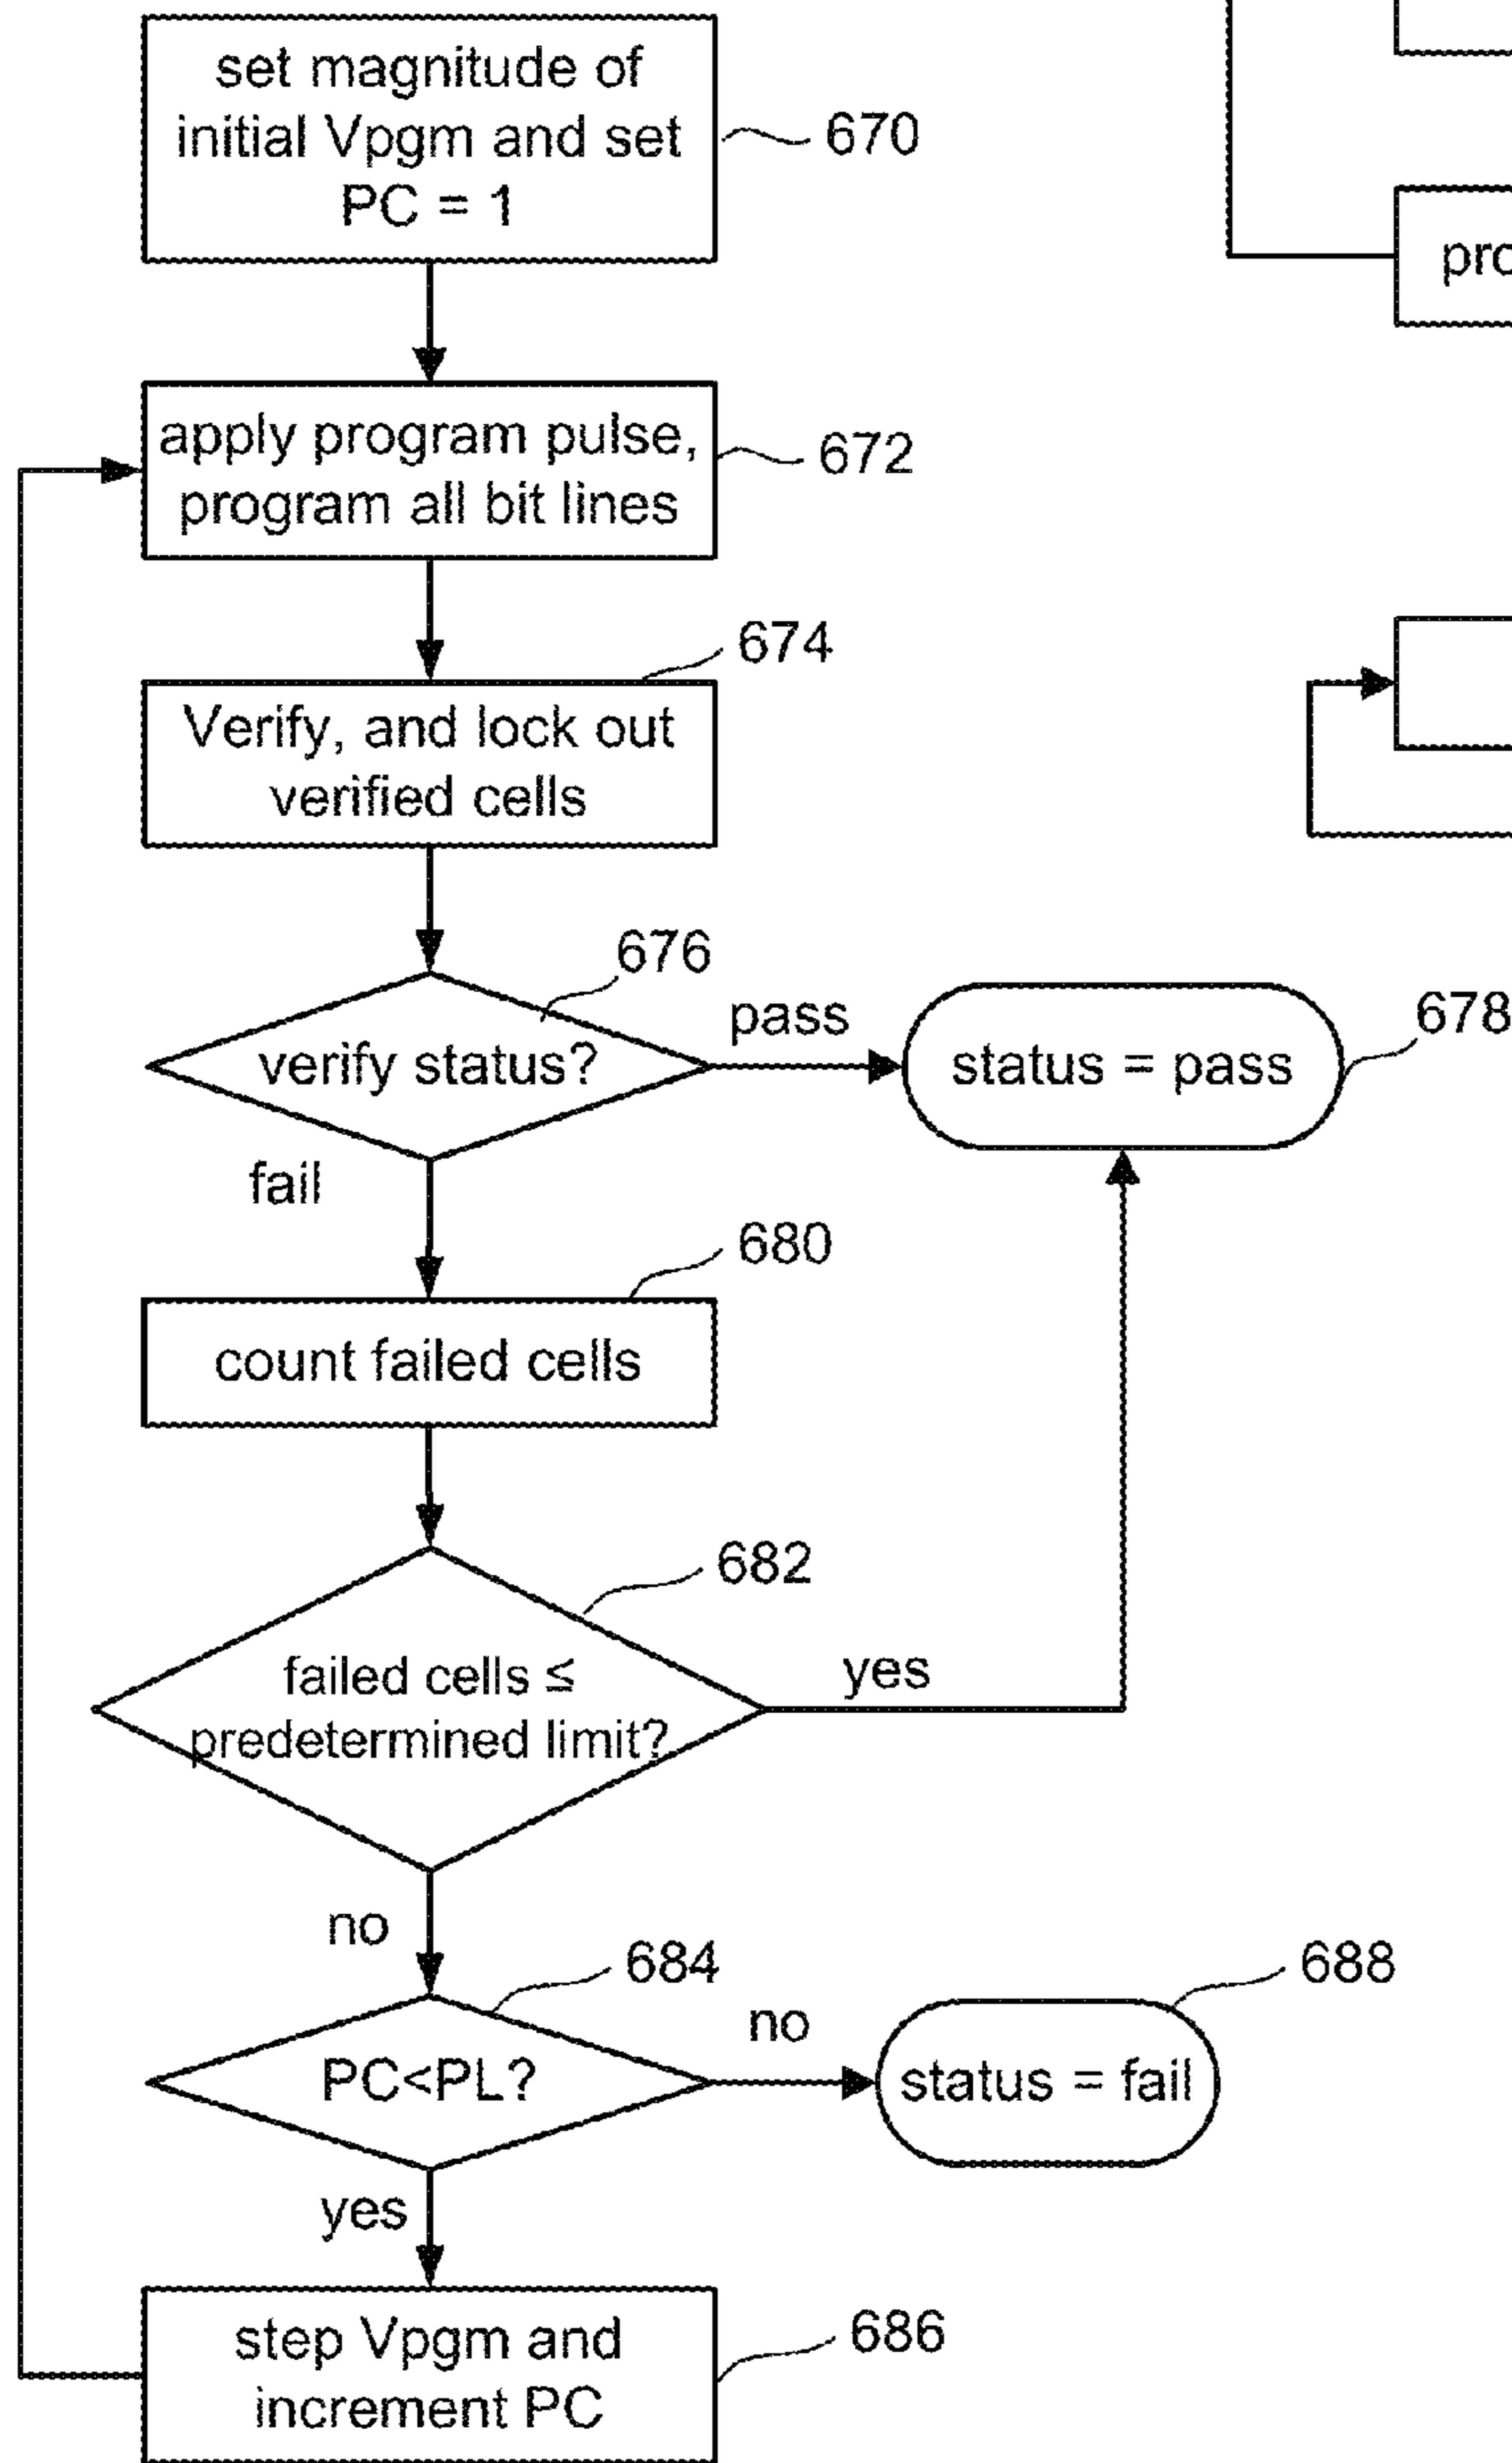 set magnitude of
initial Vpgm and set
PC = 1
670
apply program pulse,
program all bit lines
672
674
Verify, and lock out
verified cells
676
verify status?
pass
status = pass
678
fail
680
count failed cells
682
failed cells ≤
predetermined limit?
yes
no
684
PC<PL?
no
status = fail
688
yes
step Vpgm and
increment PC
686